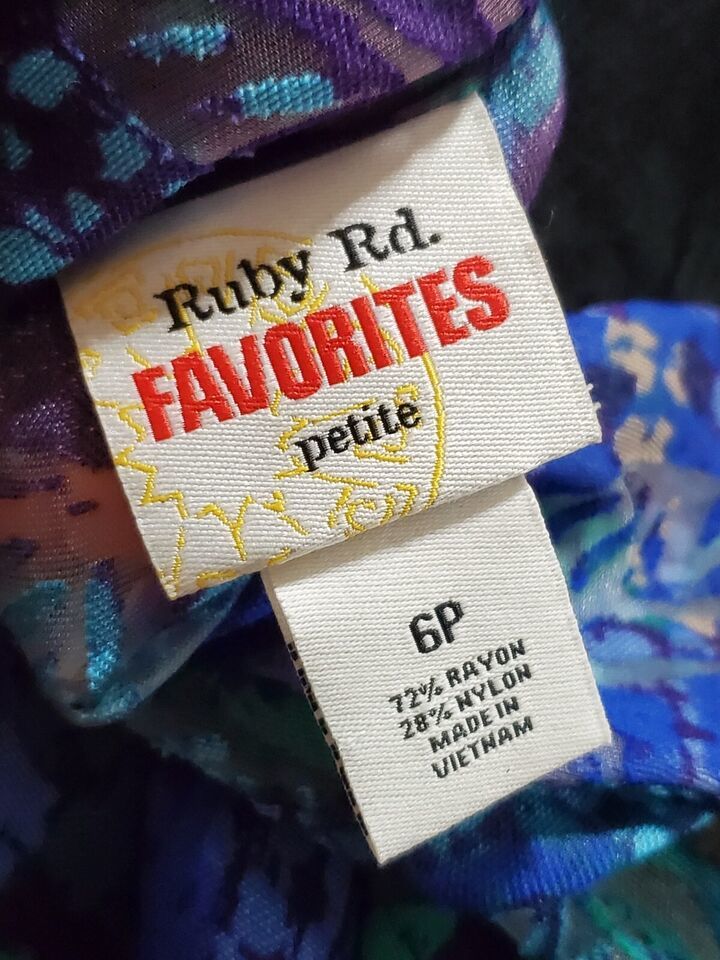 Ruby Rd.
FAVORITES
petite
6P
72% RAYON
28% NYLON
MADE IN
VIETNAM